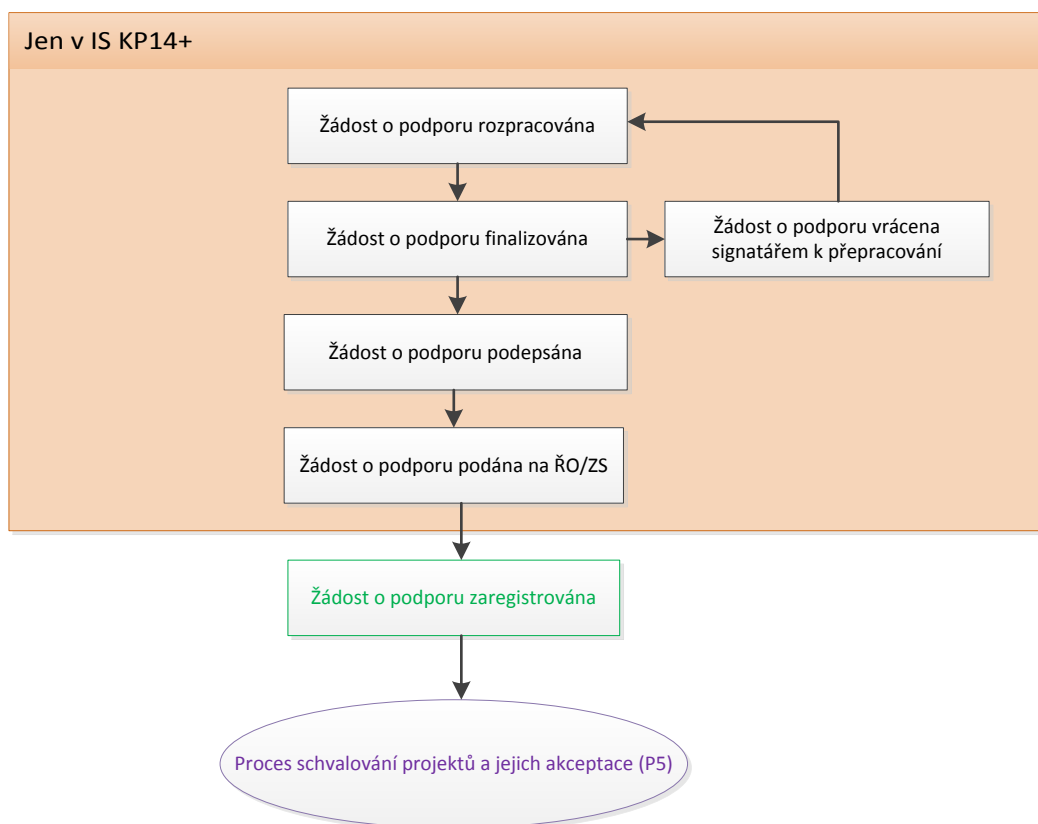 Jen v IS KP14+
Žádost o podporu rozpracována
Žádost o podporu finalizována
Žádost o podporu vrácena
signatářem k přepracování
Žádost o podporu podepsána
Žádost o podporu podána na ŘO/ZS
Žádost o podporu zaregistrována
Proces schvalování projektů a jejich akceptace (P5)